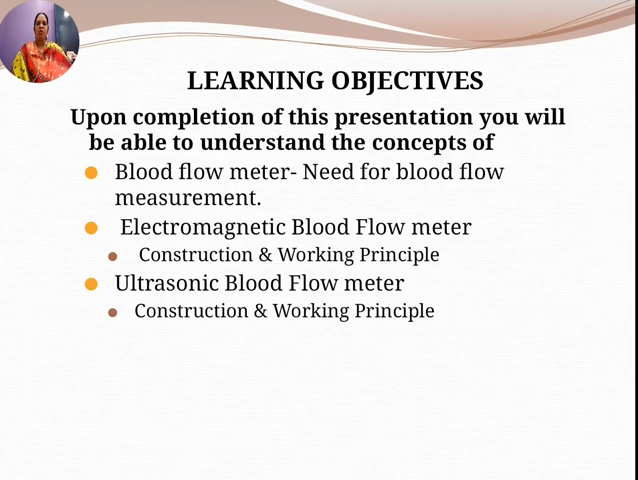 LEARNING OBJECTIVES
Upon completion of this presentation you will
be able to understand the concepts of
Blood flow meter- Need for blood flow
measurement.
Electromagnetic Blood Flow meter
Construction & Working Principle
Ultrasonic Blood Flow meter
Construction & Working Principle